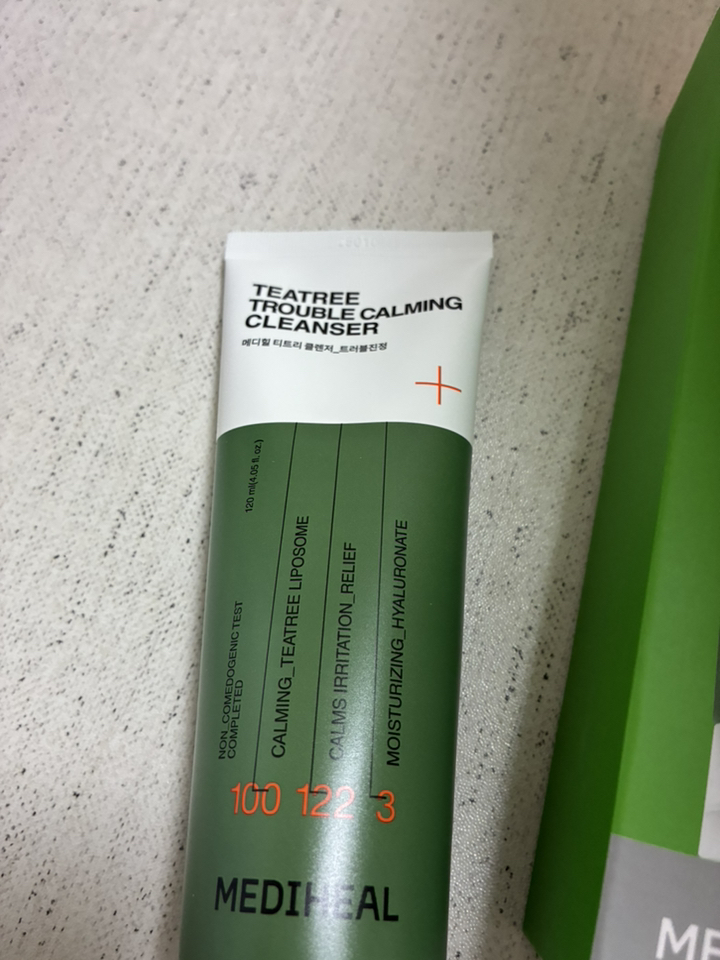 TEATREE
TROUBLE CALMING
CLEANSER
메디힐 티트리 클렌저_트러블진정
120 ml(4.05 fl. oz.)
NON_COMEDOGENIC TEST
COMPLETED
CALMING_TEATREE LIPOSOME
CALMS IRRITATION_RELIEF
MOISTURIZING_HYALURONATE
100 122 3
MEDIHEAL
ME